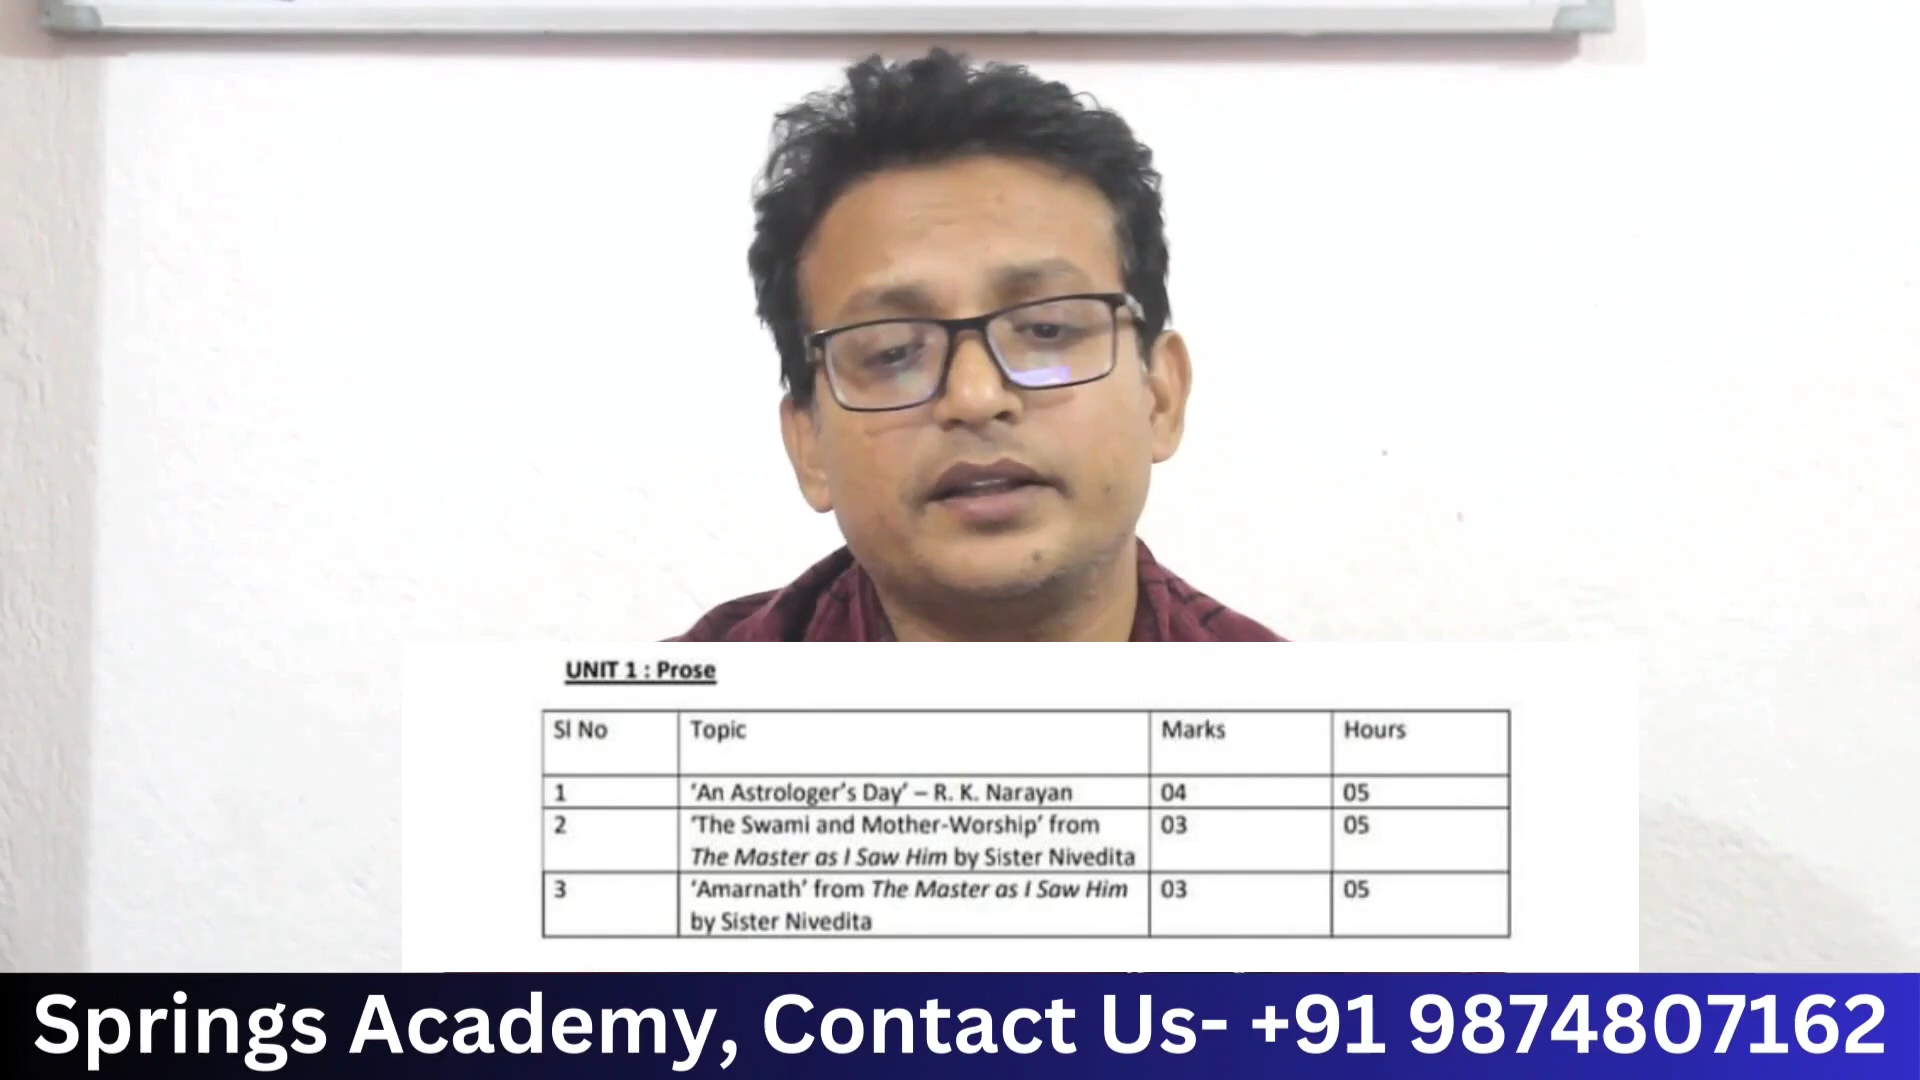 UNIT 1 : Prose
Sl No Topic Marks Hours
1 ‘An Astrologer’s Day’ – R. K. Narayan 04 05
2 ‘The Swami and Mother-Worship’ from 03 05
The Master as I Saw Him by Sister Nivedita
3 ‘Amarnath’ from The Master as I Saw Him 03 05
by Sister Nivedita
Springs Academy, Contact Us- +91 9874807162